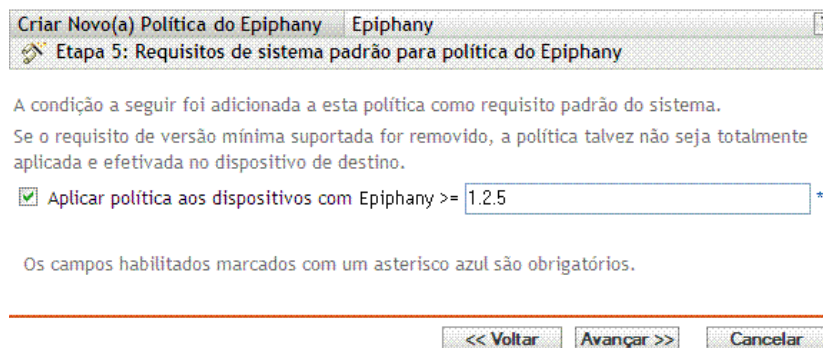 Criar Novo(a) Política do Epiphany Epiphany
Etapa 5: Requisitos de sistema padrão para política do Epiphany
A condição a seguir foi adicionada a esta política como requisito padrão do sistema.
Se o requisito de versão mínima suportada for removido, a política talvez não seja totalmente
aplicada e efetivada no dispositivo de destino.
Aplicar política aos dispositivos com Epiphany >= 1.2.5 *
Os campos habilitados marcados com um asterisco azul são obrigatórios.
<< Voltar Avançar >> Cancelar